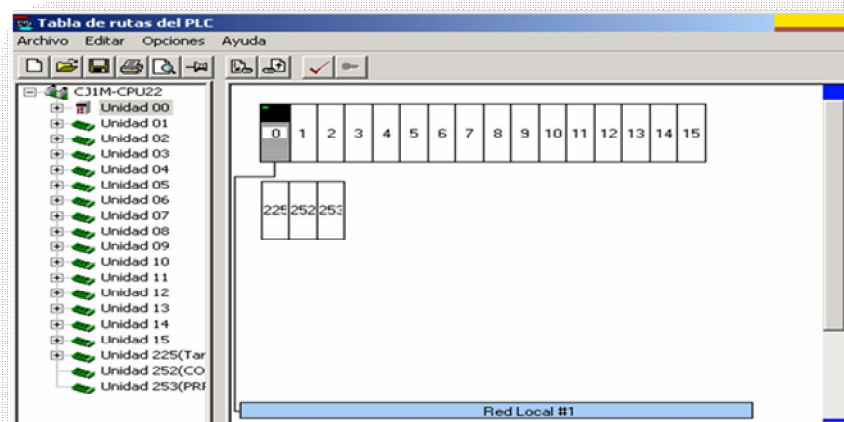 Tabla de rutas del PLC
Archivo Editar Opciones Ayuda
CJ1M-CPU22
Unidad 00
Unidad 01
Unidad 02
Unidad 03
Unidad 04
Unidad 05
Unidad 06
Unidad 07
Unidad 08
Unidad 09
Unidad 10
Unidad 11
Unidad 12
Unidad 13
Unidad 14
Unidad 15
Unidad 225(Tar
Unidad 252(CO
Unidad 253(PRF
0 1 2 3 4 5 6 7 8 9 10 11 12 13 14 15
225 252 253
Red Local #1